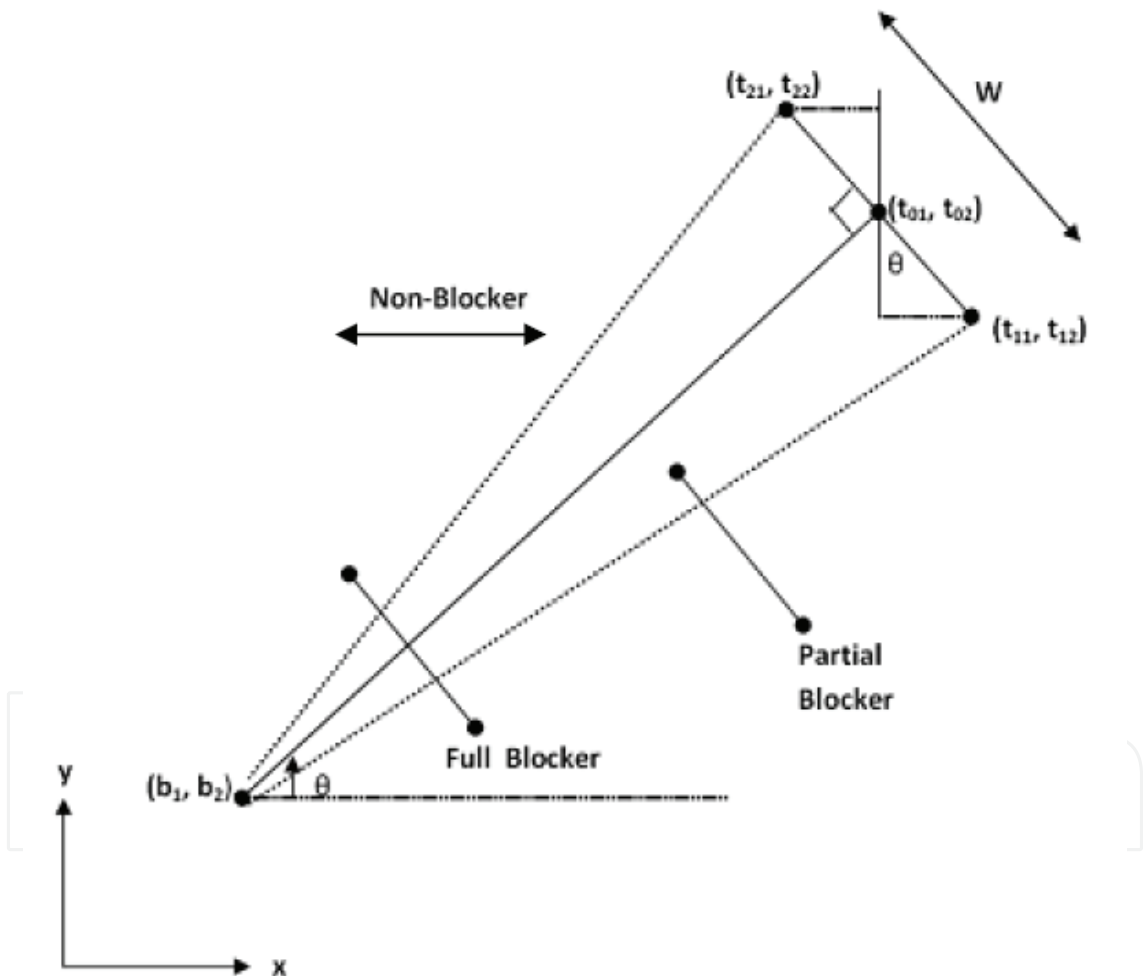 W
(t₂₁, t₂₂)
(t₀₁, t₀₂)
θ
Non-Blocker
(t₁₁, t₁₂)
Partial
Blocker
Full Blocker
y
(b₁, b₂)
θ
x